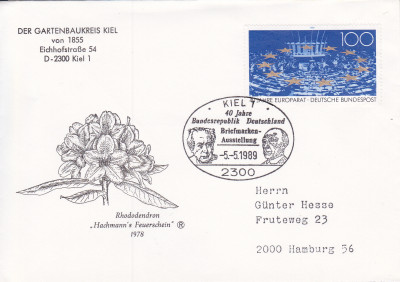 DER GARTENBAUKREIS KIEL
von 1855
Eichhofstraße 54
D-2300 Kiel 1
100
JAHRE EUROPARAT · DEUTSCHE BUNDESPOST
KIEL 1
40 Jahre
Bundesrepublik Deutschland
Briefmarken-
Ausstellung
-5.-5.1989
2300
Herrn
Günter Hesse
Fruteweg 23
2000 Hamburg 56
Rhododendron
„Hachmann's Feuerschein" ®
1978